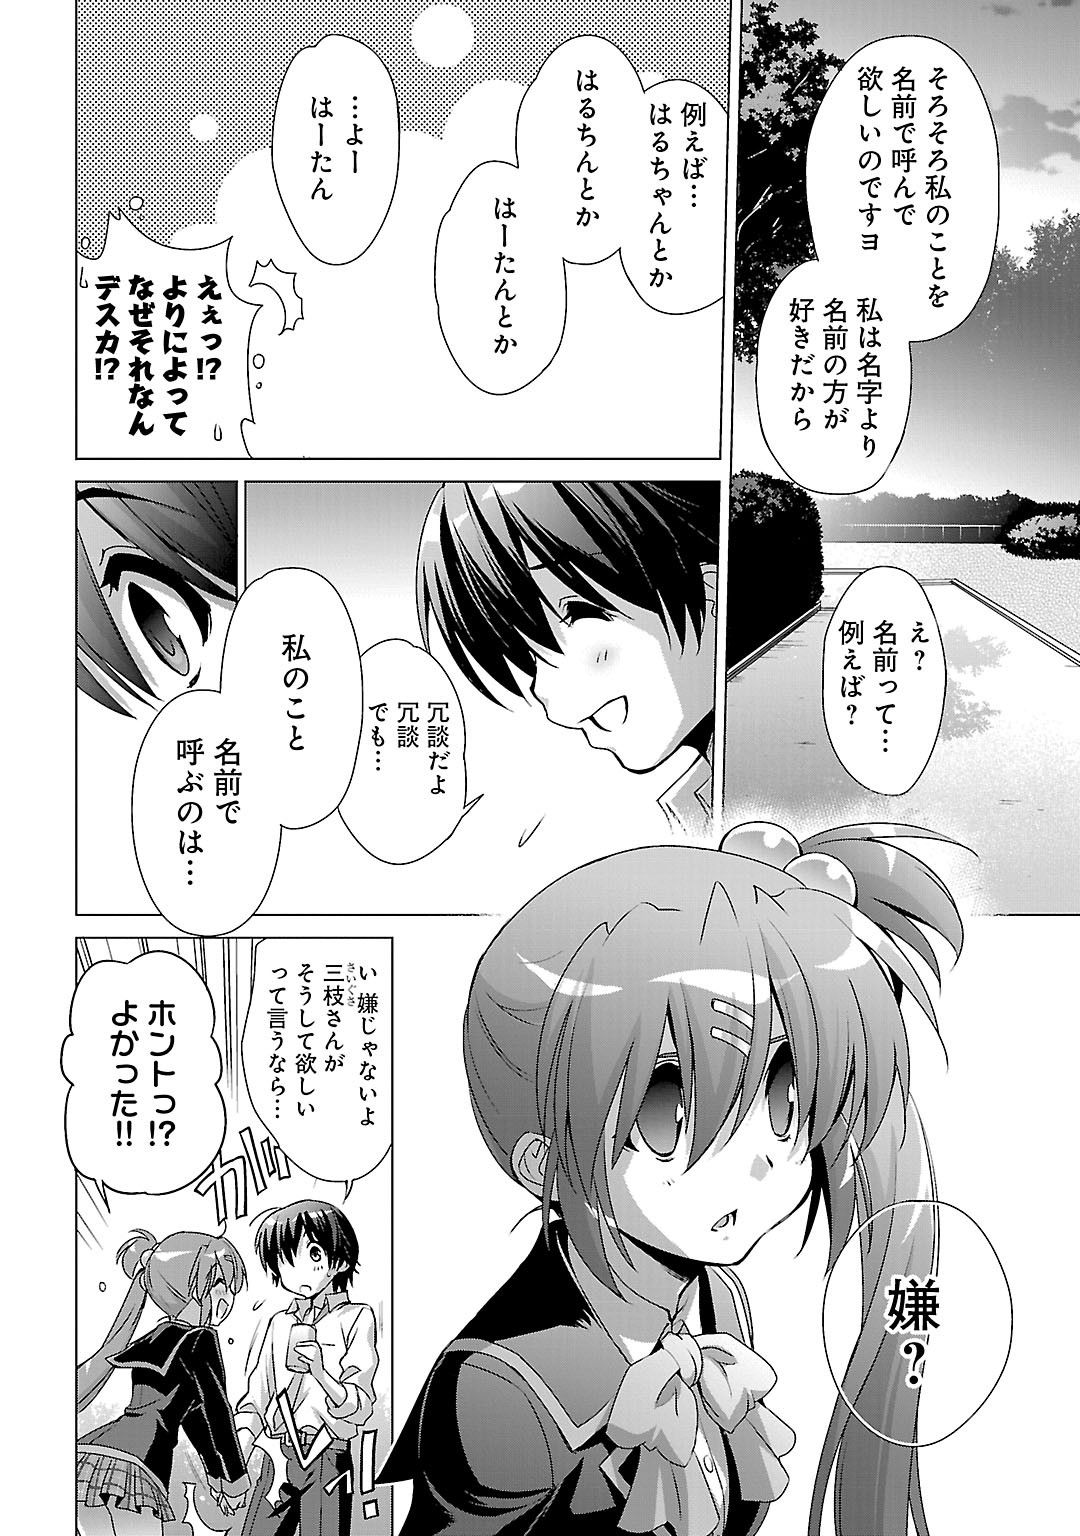 そろそろ私のことを
名前で呼んで
欲しいのですヨ
私は名字より
名前の方が
好きだから
え?
名前って…
例えば?
例えば…
はるちゃんとか
はるちんとか
はーたんとか
…よー
はーたん
えぇっ!?
よりによって
なぜそれなん
デスカ!?
冗談だよ
冗談
でも…
私のこと
名前で
呼ぶのは…
嫌?
い 嫌じゃないよ
さいぐさ
三枝さんが
そうして欲しい
って言うなら…
ホントっ!?
よかった!!